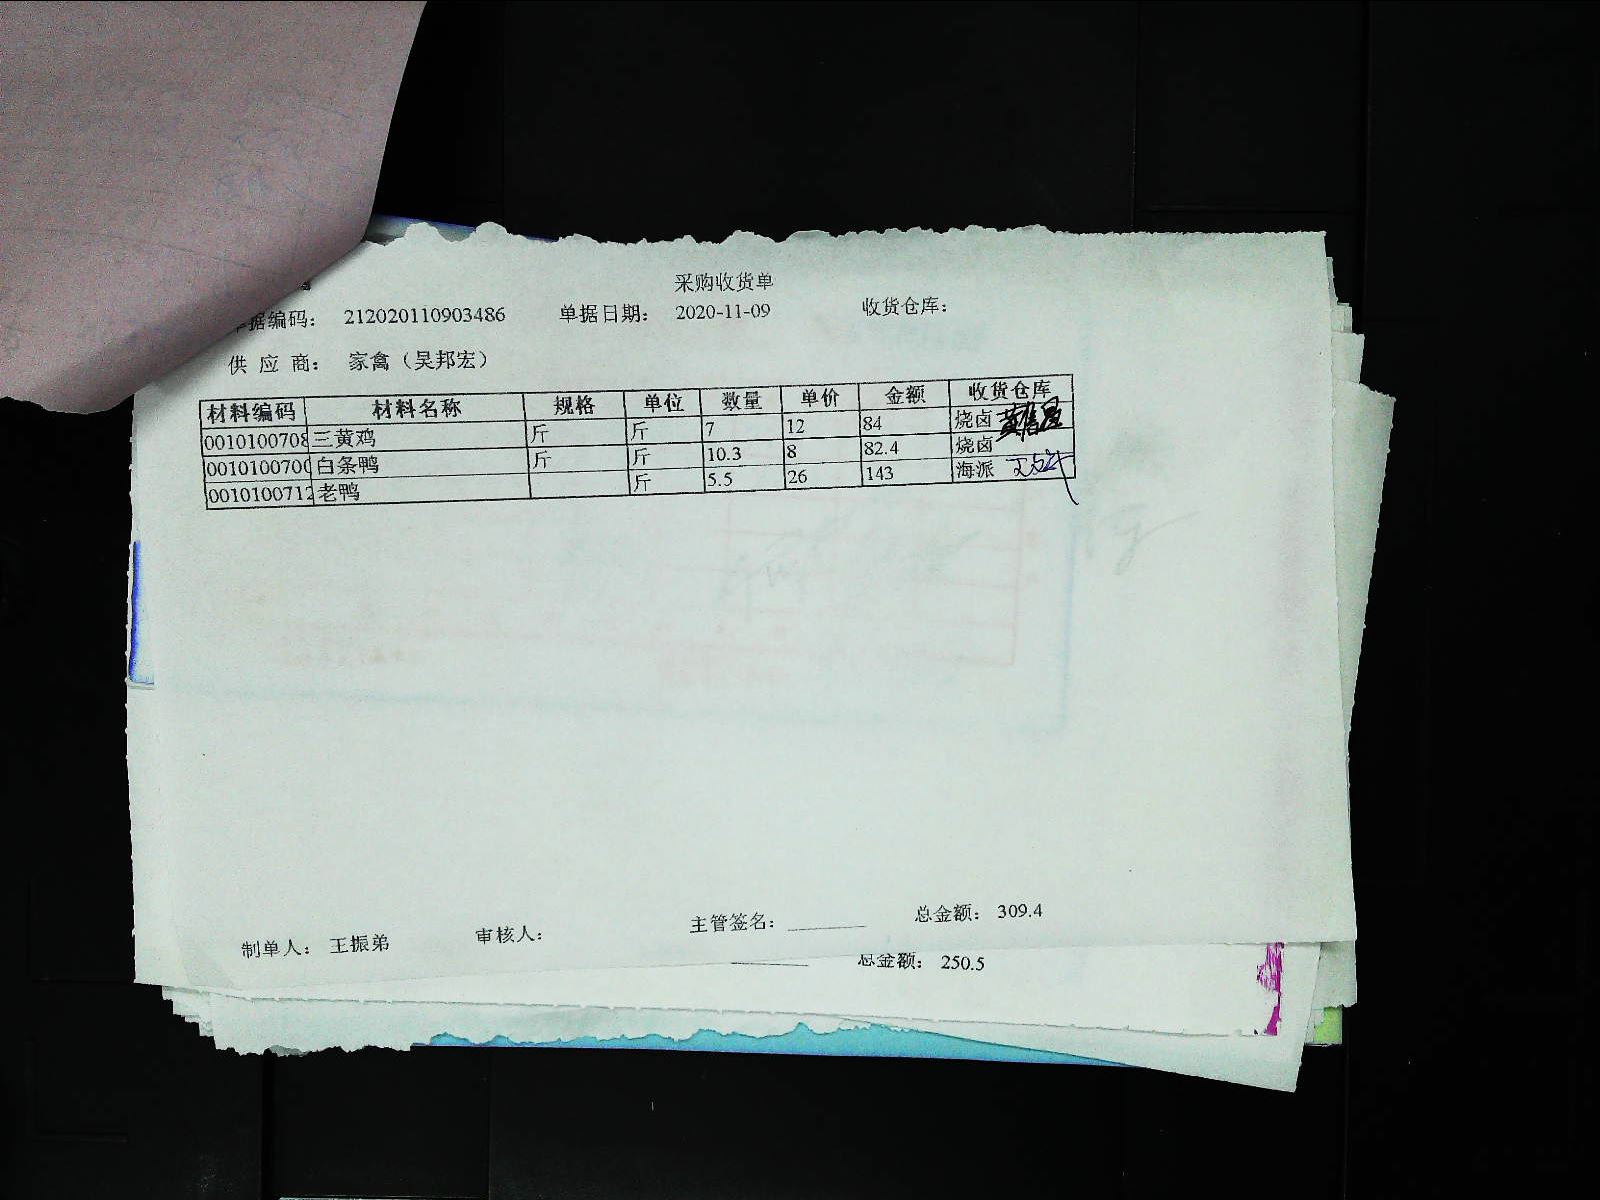 采购收货单
据编码： 212020110903486 单据日期： 2020-11-09 收货仓库：
供 应 商： 家禽（吴邦宏）
材料编码 材料名称 规格 单位 数量 单价 金额 收货仓库
0010100708 三黄鸡 斤 斤 7 12 84 烧卤
001010070 白条鸭 斤 斤 10.3 8 82.4 烧卤
0010100712 老鸭 斤 5.5 26 143 海派
制单人： 王振弟 审核人： 主管签名： 总金额： 309.4
总金额： 250.5